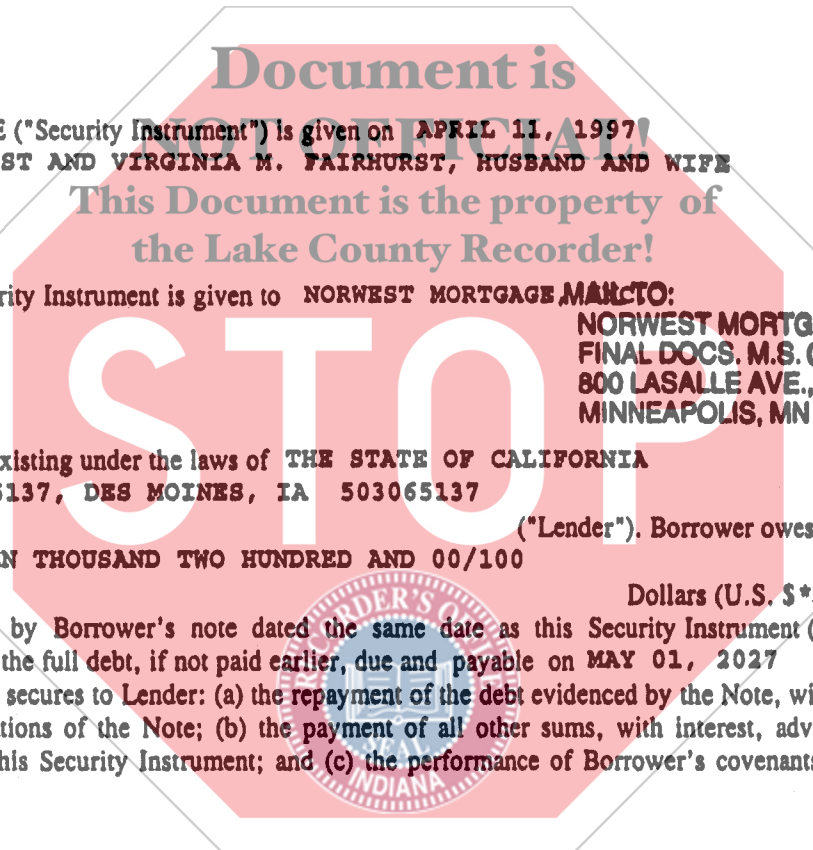 Document is
E ("Security Instrument") is given on APRIL 11, 1997
NOT OFFICIAL!
ST AND VIRGINIA M. FAIRHURST, HUSBAND AND WIFE
This Document is the property of
the Lake County Recorder!
rity Instrument is given to NORWEST MORTGAGE, MAIL TO:
NORWEST MORTG
FINAL DOCS. M.S. (
800 LASALLE AVE.,
MINNEAPOLIS, MN
STOP
xisting under the laws of THE STATE OF CALIFORNIA
5137, DES MOINES, IA 503065137
("Lender"). Borrower owes
N THOUSAND TWO HUNDRED AND 00/100
Dollars (U.S. $*
by Borrower's note dated the same date as this Security Instrument (
the full debt, if not paid earlier, due and payable on MAY 01, 2027
secures to Lender: (a) the repayment of the debt evidenced by the Note, wi
tions of the Note; (b) the payment of all other sums, with interest, adv
his Security Instrument; and (c) the performance of Borrower's covenants
RECORDER'S OFFICE
SEAL
INDIANA